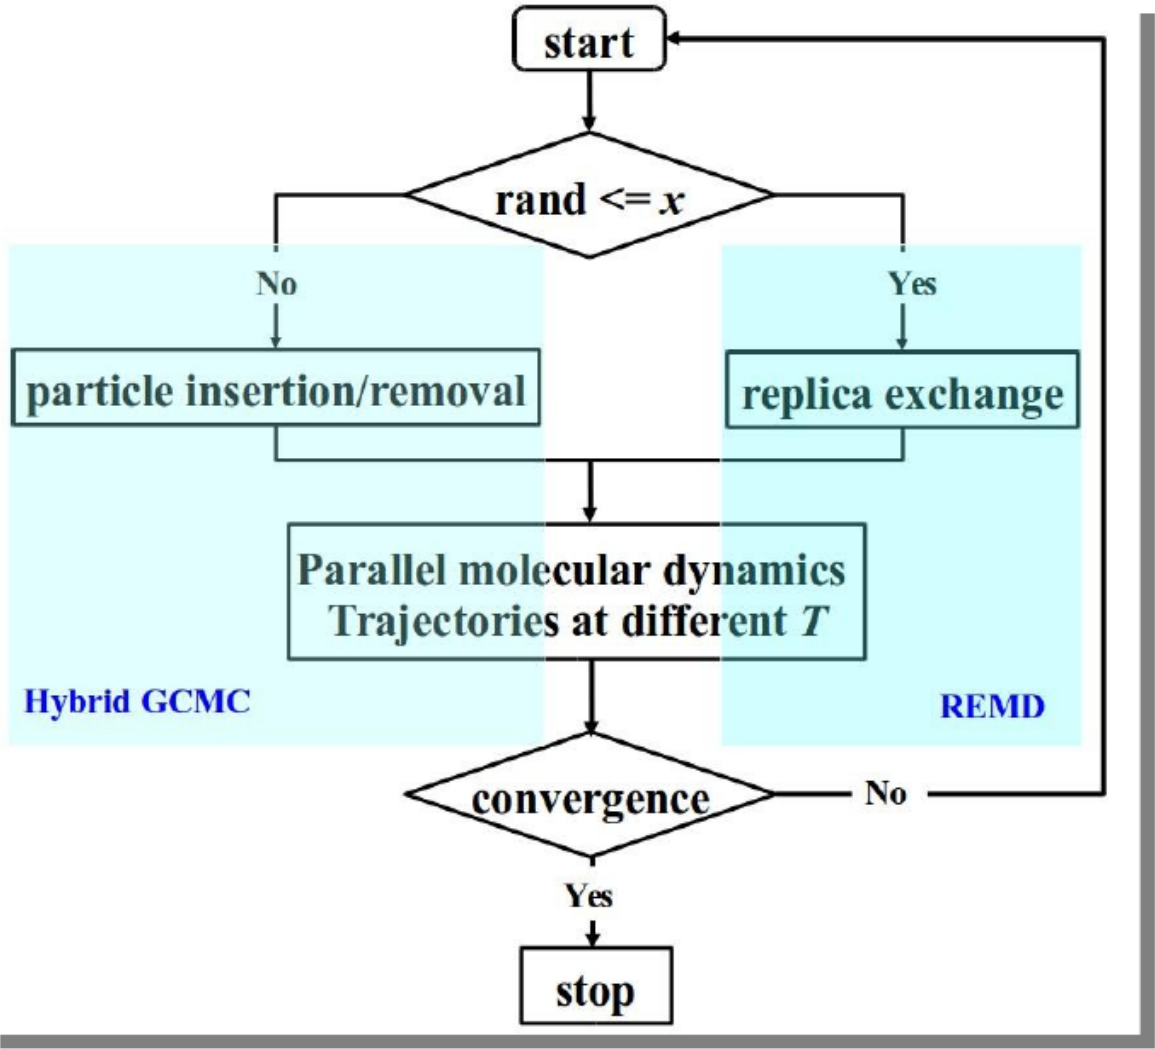 start
rand <= x
No
Yes
particle insertion/removal
replica exchange
Parallel molecular dynamics
Trajectories at different T
Hybrid GCMC
REMD
convergence
No
Yes
stop